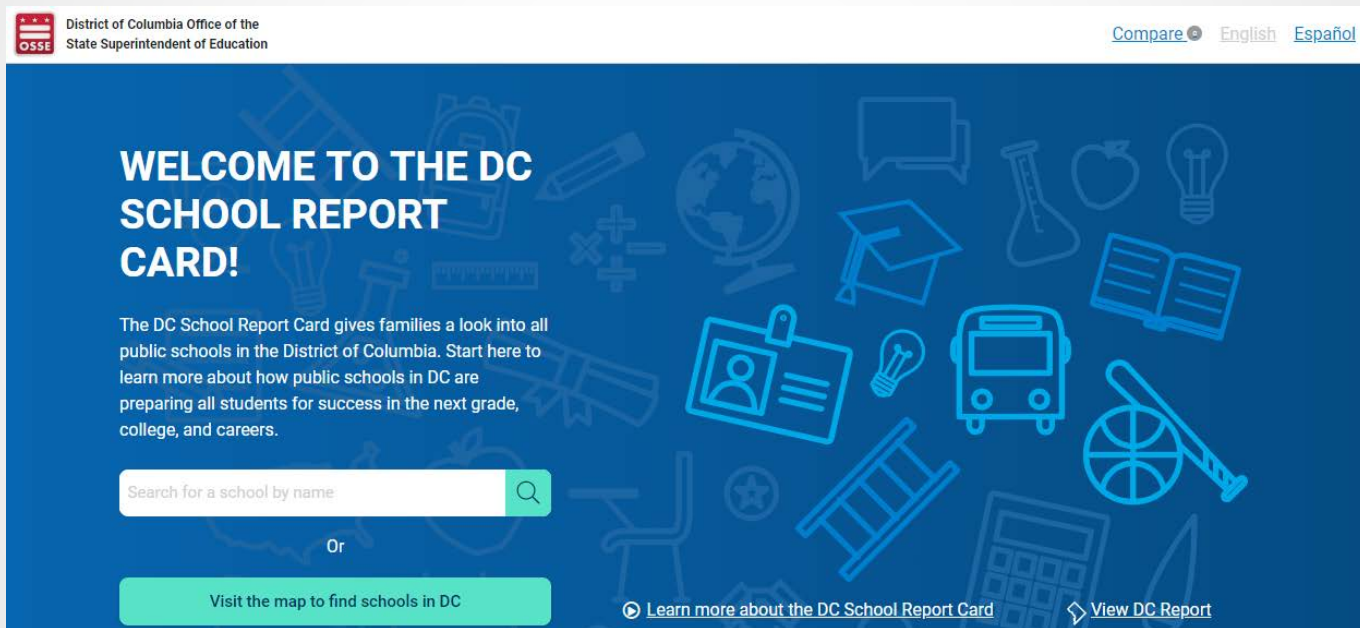 OSSE
District of Columbia Office of the
State Superintendent of Education
Compare
English
Español
WELCOME TO THE DC
SCHOOL REPORT
CARD!
The DC School Report Card gives families a look into all
public schools in the District of Columbia. Start here to
learn more about how public schools in DC are
preparing all students for success in the next grade,
college, and careers.
Search for a school by name
Or
Visit the map to find schools in DC
Learn more about the DC School Report Card
View DC Report